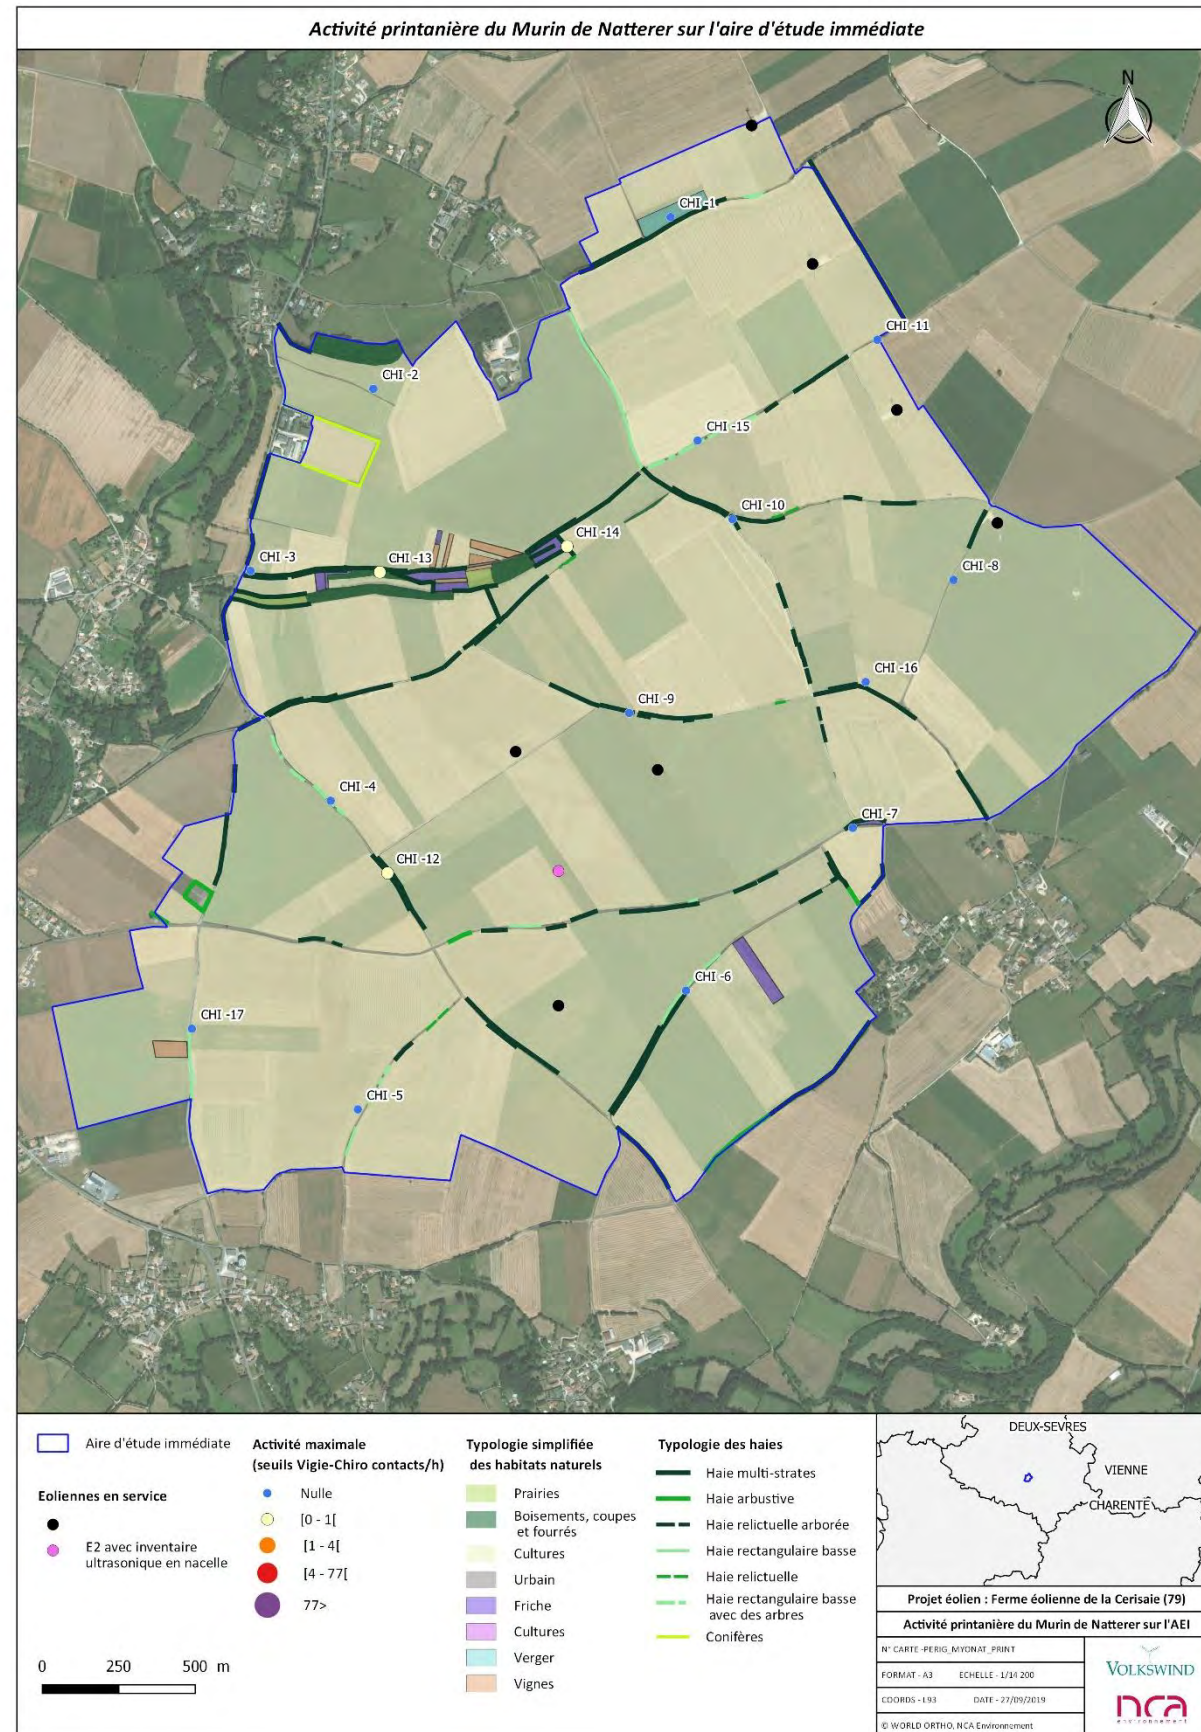 Activité printanière du Murin de Natterer sur l'aire d'étude immédiate
N
CHI -1
CHI -11
CHI -2
CHI -15
CHI -10
CHI -14
CHI -3
CHI -13
CHI -8
CHI -16
CHI -9
CHI -4
CHI -7
CHI -12
CHI -6
CHI -17
CHI -5
Aire d'étude immédiate
Eoliennes en service
E2 avec inventaire
ultrasonique en nacelle
0 250 500 m
Activité maximale
(seuils Vigie-Chiro contacts/h)
Nulle
[0 - 1[
[1 - 4[
[4 - 77[
77>
Typologie simplifiée
des habitats naturels
Prairies
Boisements, coupes
et fourrés
Cultures
Urbain
Friche
Cultures
Verger
Vignes
Typologie des haies
Haie multi-strates
Haie arbustive
Haie relictuelle arborée
Haie rectangulaire basse
Haie relictuelle
Haie rectangulaire basse
avec des arbres
Conifères
DEUX-SEVRES
VIENNE
CHARENTE
Projet éolien : Ferme éolienne de la Cerisaie (79)
Activité printanière du Murin de Natterer sur l'AEI
N° CARTE -PERIG_MYONAT_PRINT
FORMAT - A3 ECHELLE - 1/14 200
COORDS - L93 DATE - 27/09/2019
© WORLD ORTHO, NCA Environnement
VOLKSWIND
nca
environnement